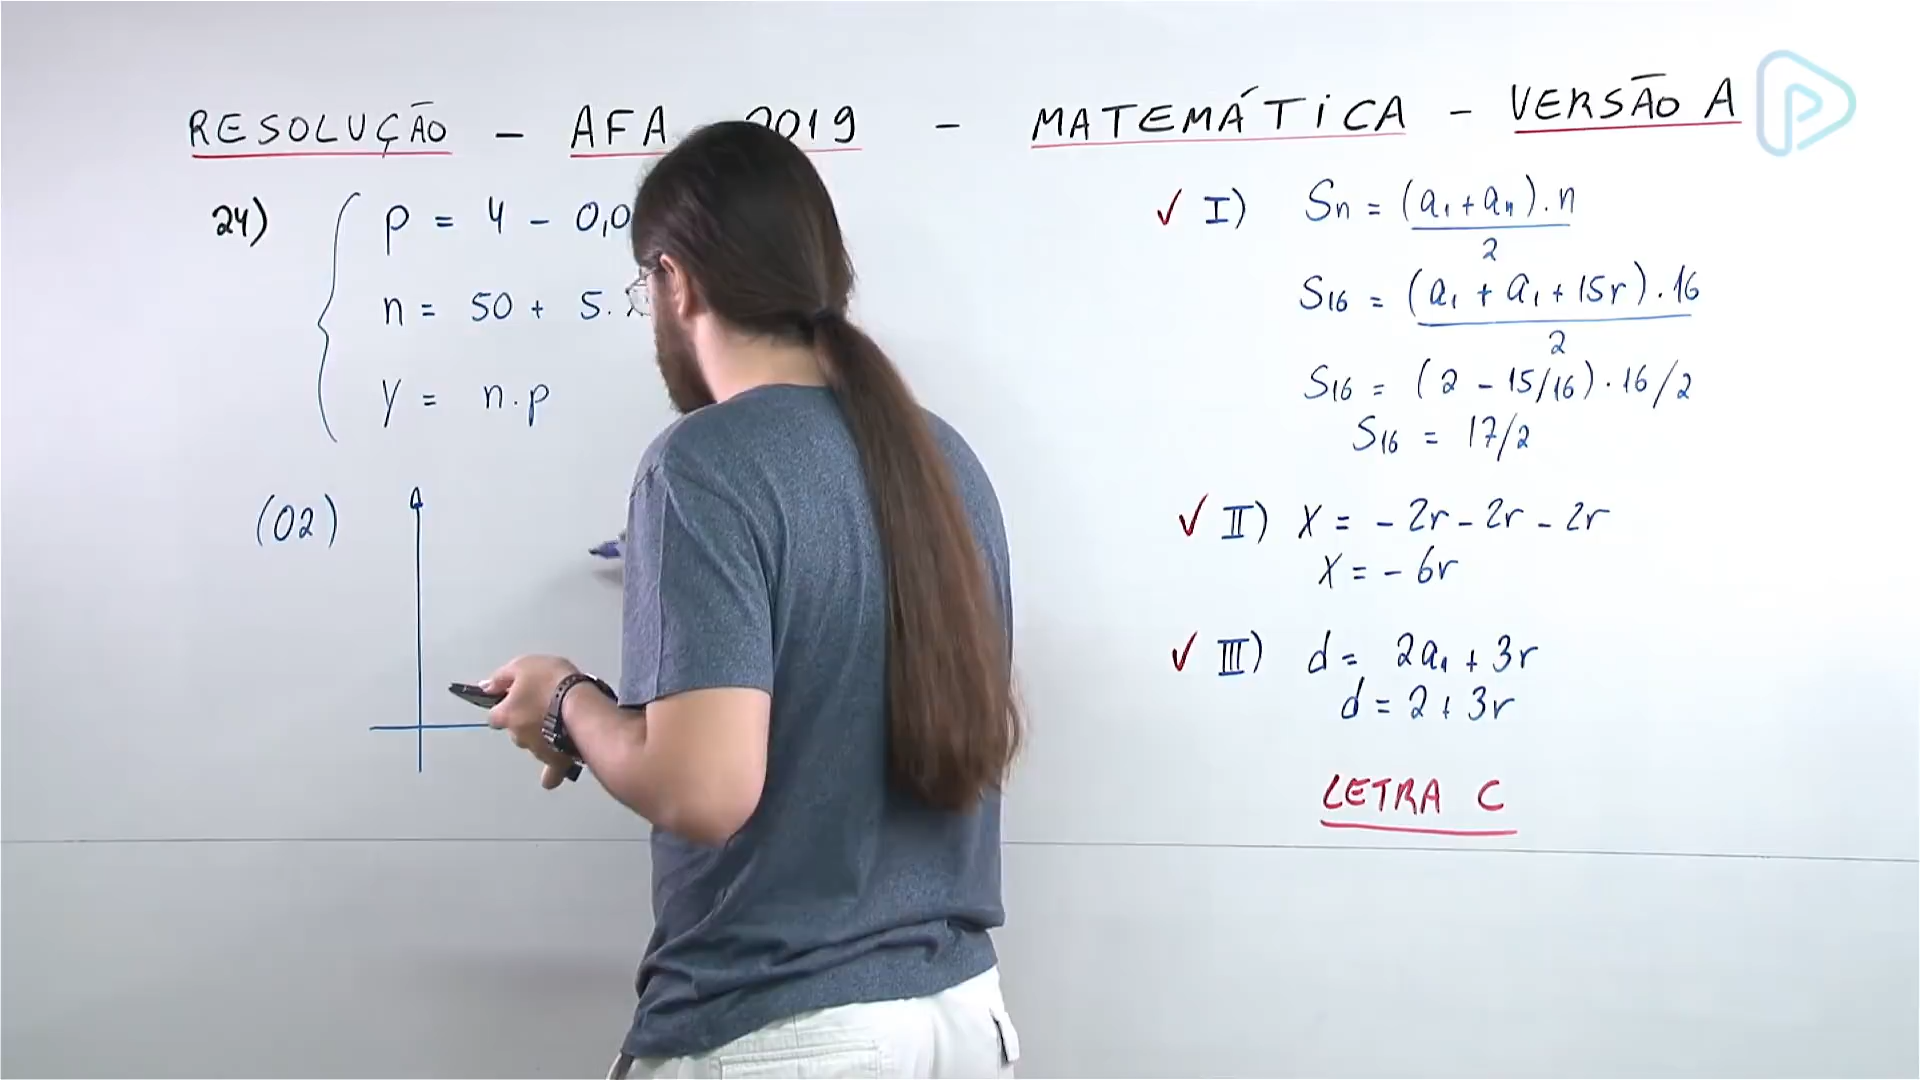 RESOLUÇÃO - AFA 2019 - MATEMÁTICA - VERSÃO A
24) p = 4 - 0,0
n = 50 + 5.
y = n.p
(02)
✓ I) Sn = (a₁ + aₙ).n / 2
S₁₆ = (a₁ + a₁ + 15r).16 / 2
S₁₆ = (2 - 15/16).16/2
S₁₆ = 17/2
✓ II) X = - 2r - 2r - 2r
X = - 6r
✓ III) d = 2a₁ + 3r
d = 2 + 3r
LETRA C